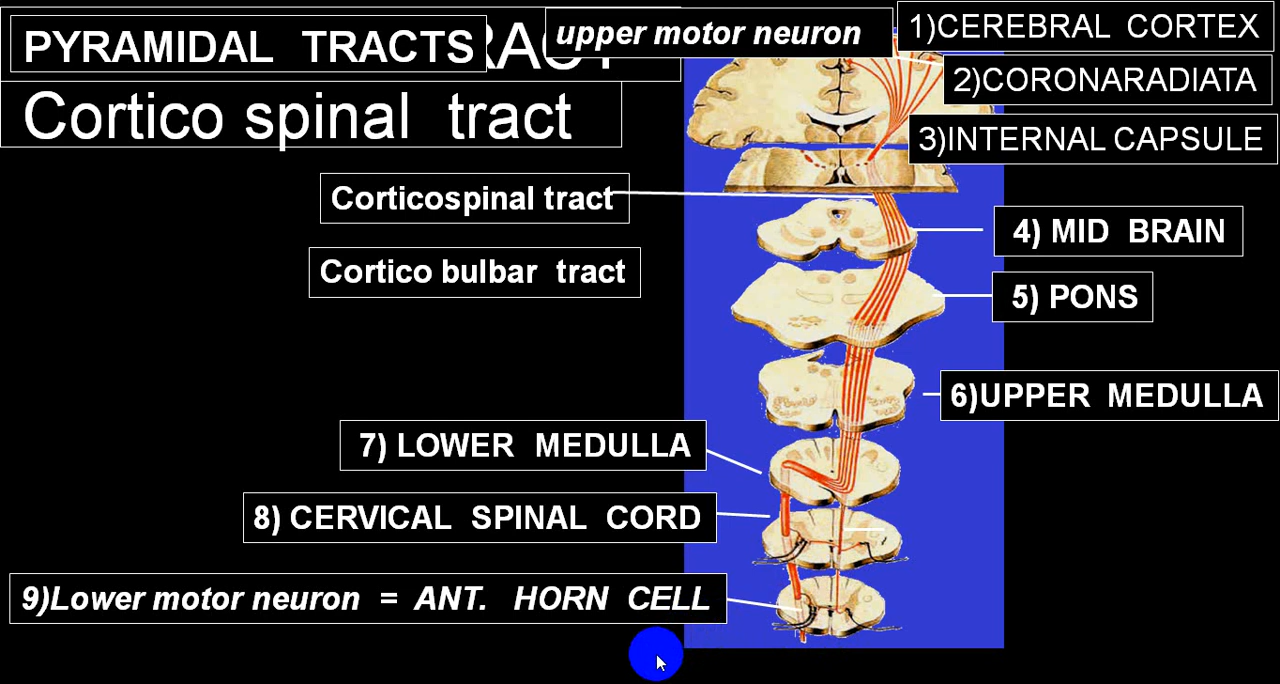 PYRAMIDAL TRACTS
upper motor neuron
1)CEREBRAL CORTEX
2)CORONARADIATA
Cortico spinal tract
3)INTERNAL CAPSULE
Corticospinal tract
4) MID BRAIN
Cortico bulbar tract
5) PONS
6)UPPER MEDULLA
7) LOWER MEDULLA
8) CERVICAL SPINAL CORD
9)Lower motor neuron = ANT. HORN CELL